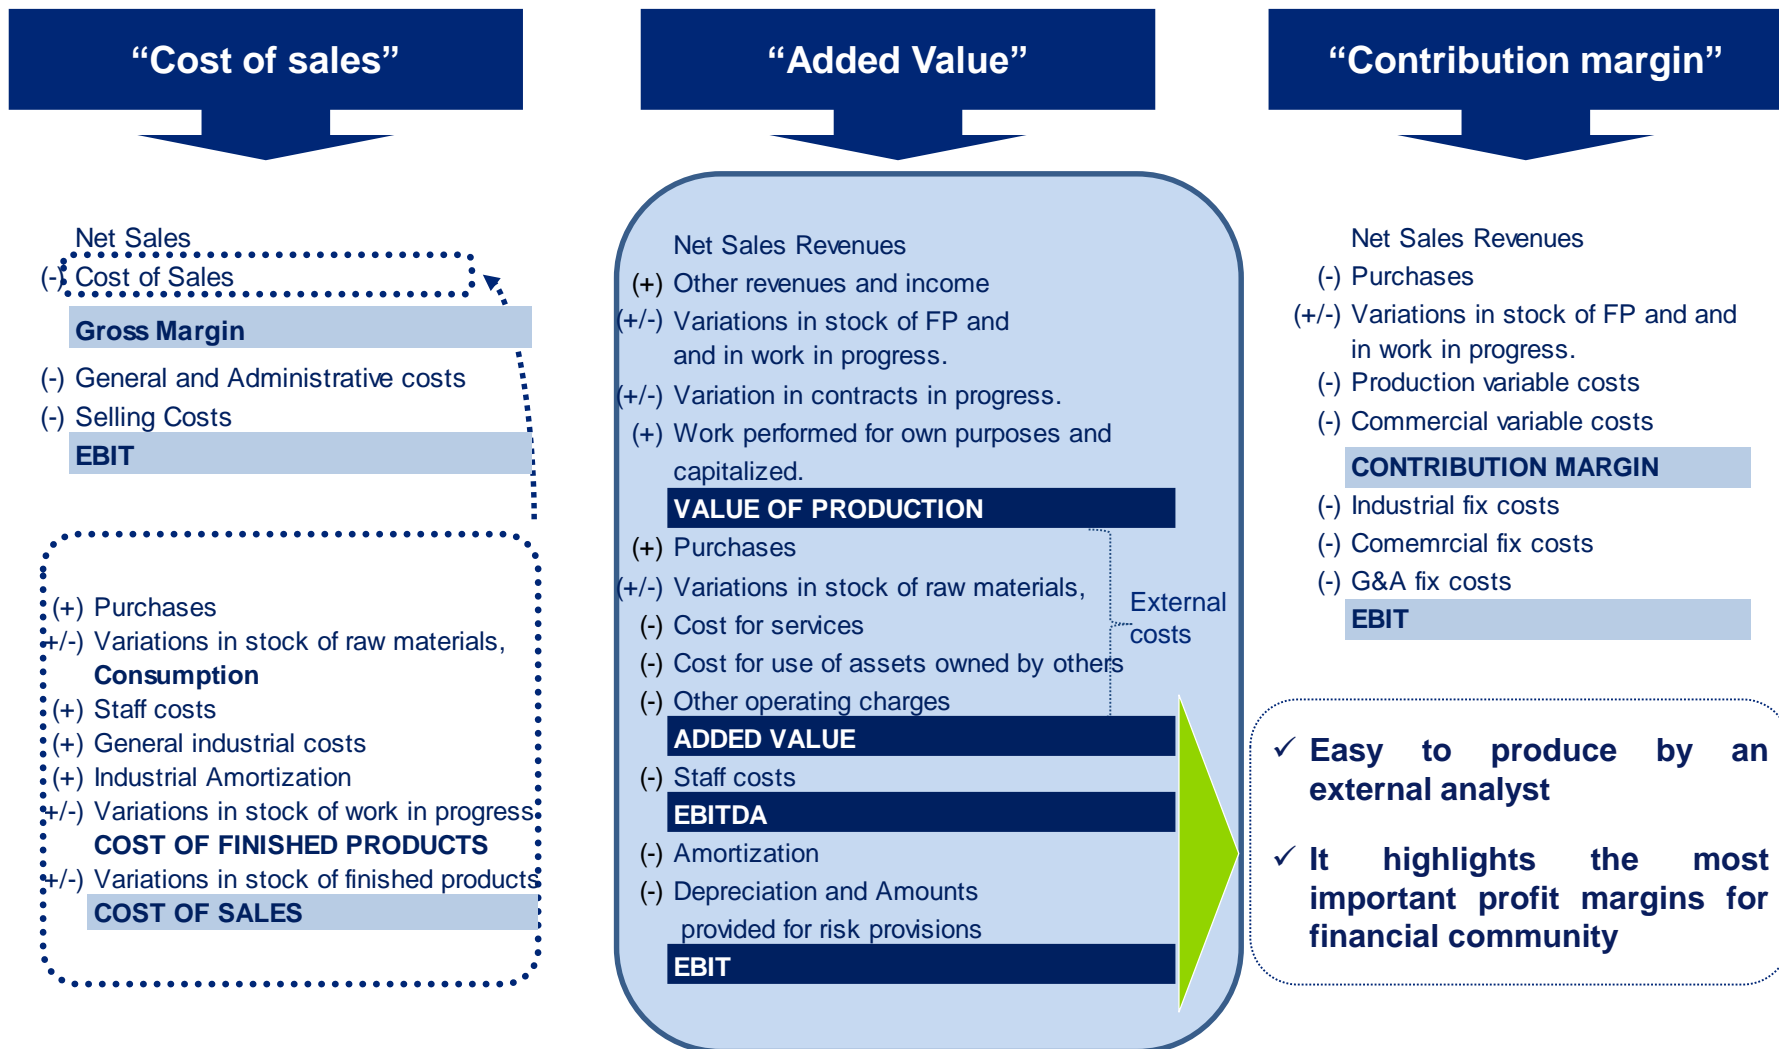 “Cost of sales”
Net Sales
(-) Cost of Sales
Gross Margin
(-) General and Administrative costs
(-) Selling Costs
EBIT
(+) Purchases
+/-) Variations in stock of raw materials,
Consumption
(+) Staff costs
(+) General industrial costs
(+) Industrial Amortization
+/-) Variations in stock of work in progress
COST OF FINISHED PRODUCTS
+/-) Variations in stock of finished products
COST OF SALES
“Added Value”
Net Sales Revenues
(+) Other revenues and income
(+/-) Variations in stock of FP and
and in work in progress.
(+/-) Variation in contracts in progress.
(+) Work performed for own purposes and
capitalized.
VALUE OF PRODUCTION
(+) Purchases
(+/-) Variations in stock of raw materials,
(-) Cost for services
(-) Cost for use of assets owned by others
(-) Other operating charges
External
costs
ADDED VALUE
(-) Staff costs
EBITDA
(-) Amortization
(-) Depreciation and Amounts
provided for risk provisions
EBIT
“Contribution margin”
Net Sales Revenues
(-) Purchases
(+/-) Variations in stock of FP and and
in work in progress.
(-) Production variable costs
(-) Commercial variable costs
CONTRIBUTION MARGIN
(-) Industrial fix costs
(-) Comemrcial fix costs
(-) G&A fix costs
EBIT
✓ Easy to produce by an
external analyst
✓ It highlights the most
important profit margins for
financial community